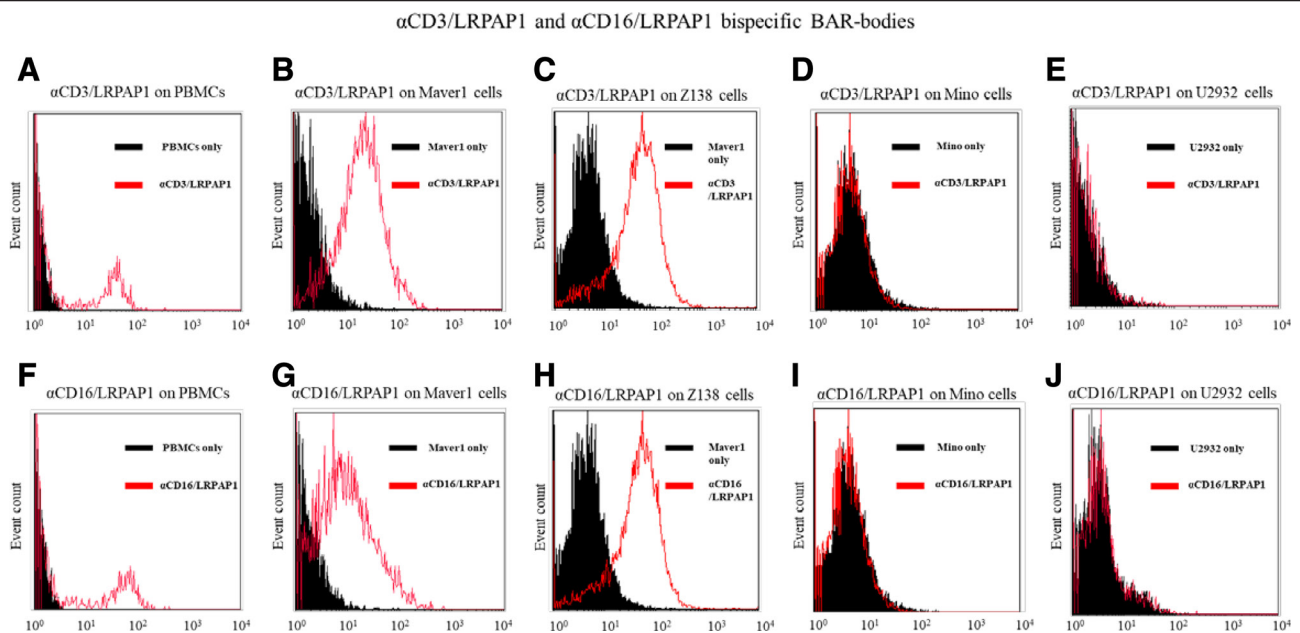 αCD3/LRPAP1 and αCD16/LRPAP1 bispecific BAR-bodies
A
αCD3/LRPAP1 on PBMCs
PBMCs only
αCD3/LRPAP1
Event count
10⁰ 10¹ 10² 10³ 10⁴
B
αCD3/LRPAP1 on Maver1 cells
Maver1 only
αCD3/LRPAP1
Event count
10⁰ 10¹ 10² 10³ 10⁴
C
αCD3/LRPAP1 on Z138 cells
Maver1
only
αCD3
/LRPAP1
Event count
10⁰ 10¹ 10² 10³ 10⁴
D
αCD3/LRPAP1 on Mino cells
Mino only
αCD3/LRPAP1
Event count
10⁰ 10¹ 10² 10³ 10⁴
E
αCD3/LRPAP1 on U2932 cells
U2932 only
αCD3/LRPAP1
Event count
10⁰ 10¹ 10² 10³ 10⁴
F
αCD16/LRPAP1 on PBMCs
PBMCs only
αCD16/LRPAP1
Event count
10⁰ 10¹ 10² 10³ 10⁴
G
αCD16/LRPAP1 on Maver1 cells
Maver1 only
αCD16/LRPAP1
Event count
10⁰ 10¹ 10² 10³ 10⁴
H
αCD16/LRPAP1 on Z138 cells
Maver1
only
αCD16
/LRPAP1
Event count
10⁰ 10¹ 10² 10³ 10⁴
I
αCD16/LRPAP1 on Mino cells
Mino only
αCD16/LRPAP1
Event count
10⁰ 10¹ 10² 10³ 10⁴
J
αCD16/LRPAP1 on U2932 cells
U2932 only
αCD16/LRPAP1
Event count
10⁰ 10¹ 10² 10³ 10⁴